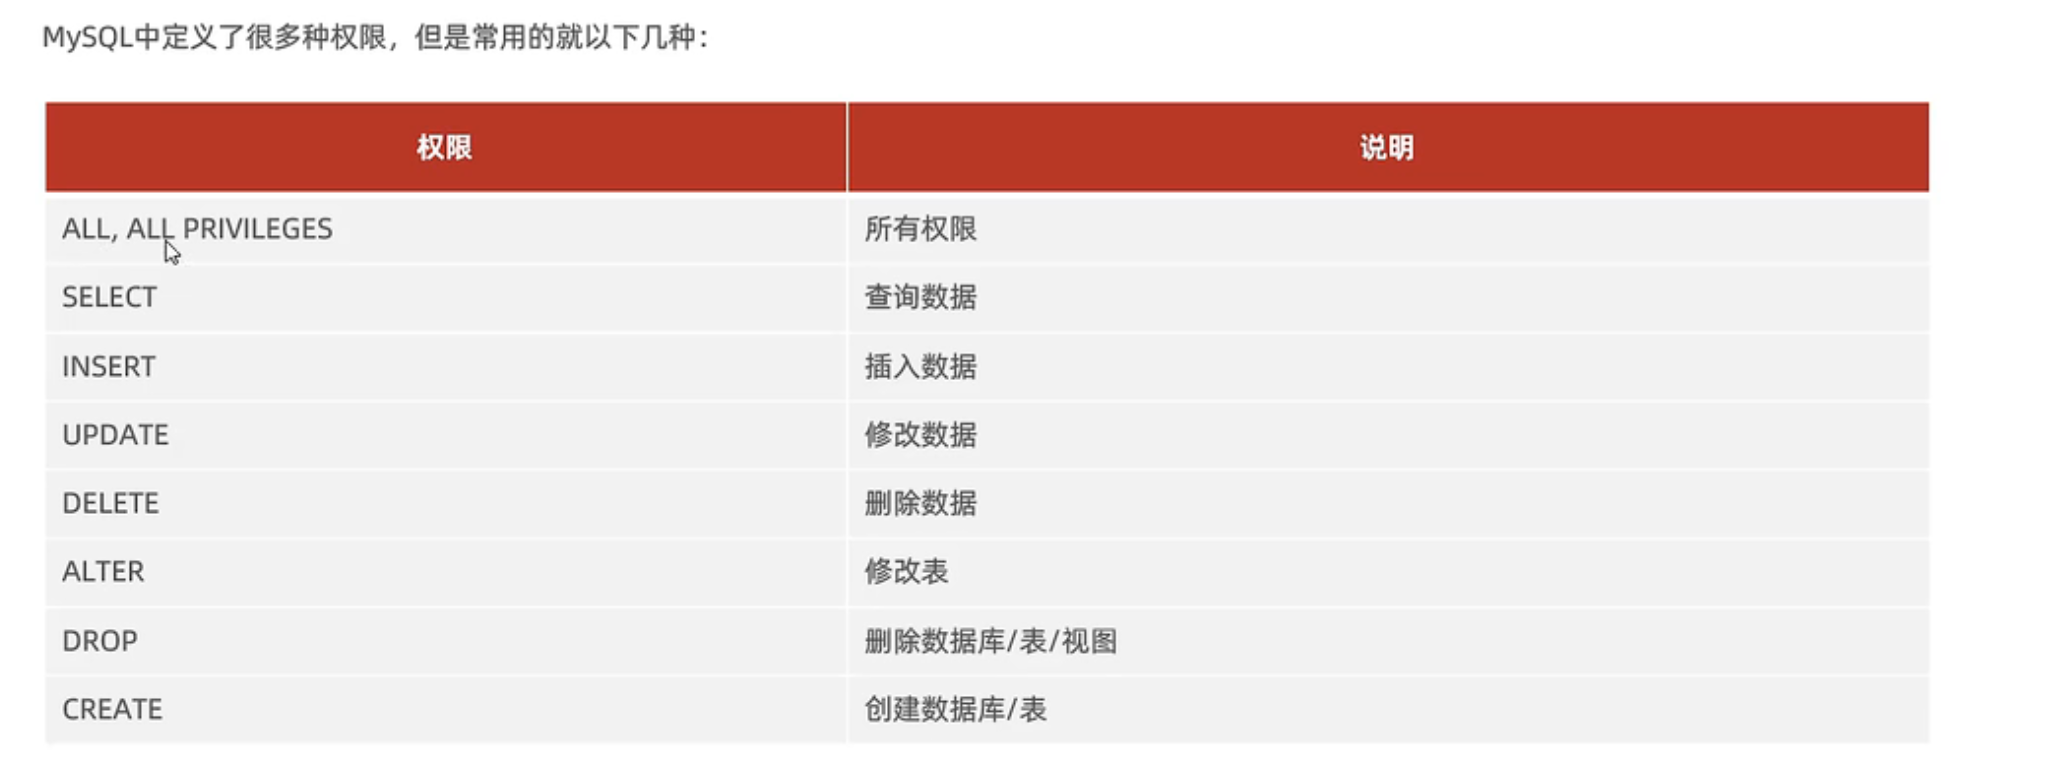 MySQL中定义了很多种权限，但是常用的就以下几种：
权限 说明
ALL, ALL PRIVILEGES 所有权限
SELECT 查询数据
INSERT 插入数据
UPDATE 修改数据
DELETE 删除数据
ALTER 修改表
DROP 删除数据库/表/视图
CREATE 创建数据库/表